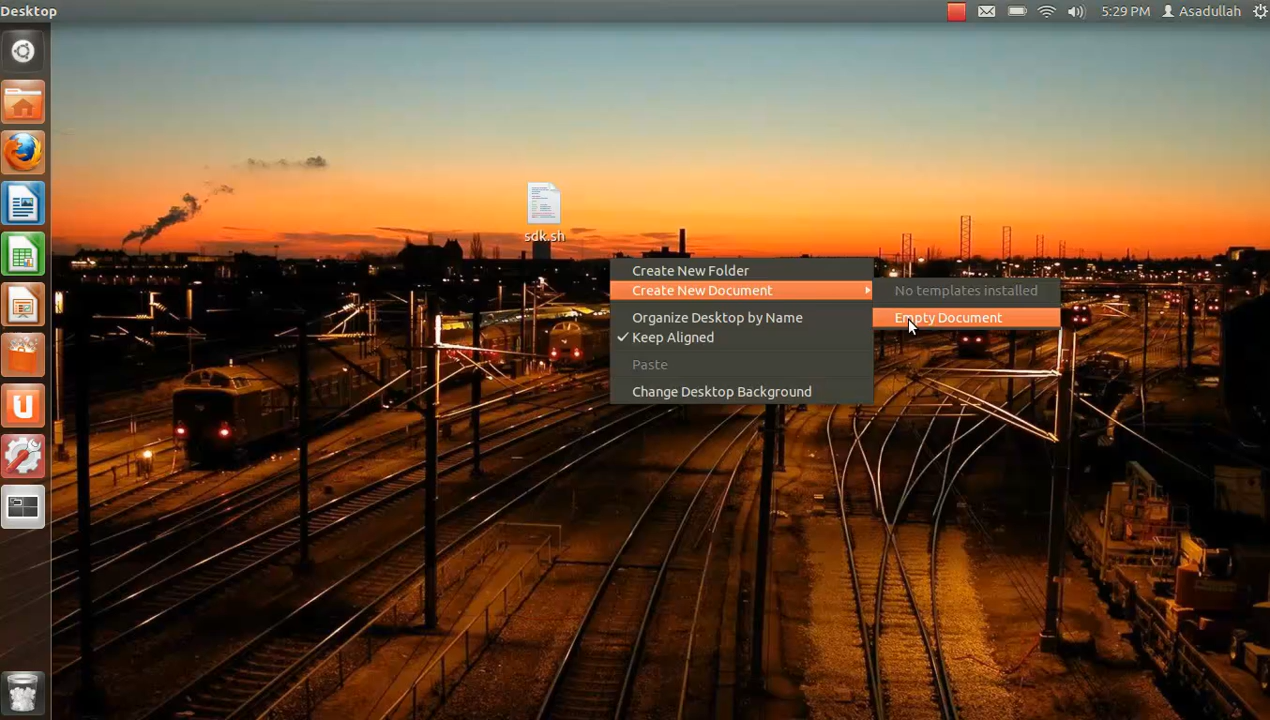 Desktop
5:29 PM
Asadullah
sdk.sh
Create New Folder
Create New Document
No templates installed
Empty Document
Organize Desktop by Name
Keep Aligned
Paste
Change Desktop Background